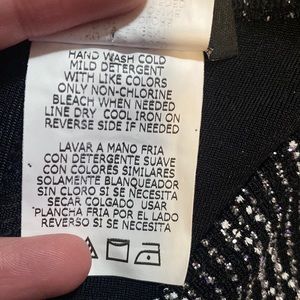 HAND WASH COLD
MILD DETERGENT
WITH LIKE COLORS
ONLY NON-CHLORINE
BLEACH WHEN NEEDED
LINE DRY COOL IRON ON
REVERSE SIDE IF NEEDED
LAVAR A MANO FRIA
CON DETERGENTE SUAVE
CON COLORES SIMILARES
SOLAMENTE BLANQUEADOR
SIN CLORO SI SE NECESITA
SECAR COLGADO USAR
PLANCHA FRIA POR EL LADO
REVERSO SI SE NECESITA